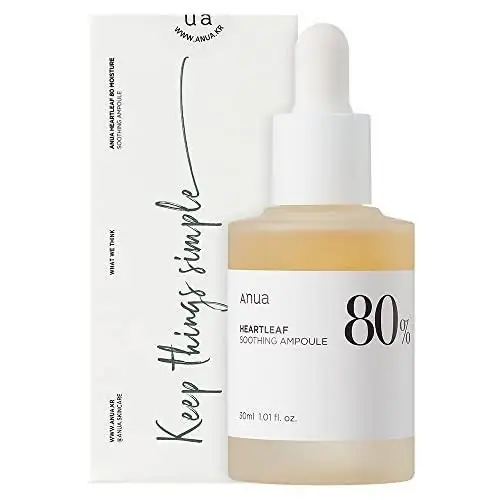 ua
WWW.ANUA.KR
ANUA HEARTLEAF 80 MOISTURE
SOOTHING AMPOULE
WHAT WE THINK
WWW.ANUA.KR
@ANUA.SKINCARE
Keep things simple
Anua
HEARTLEAF
SOOTHING AMPOULE
80%
30ml 1.01 fl. oz.